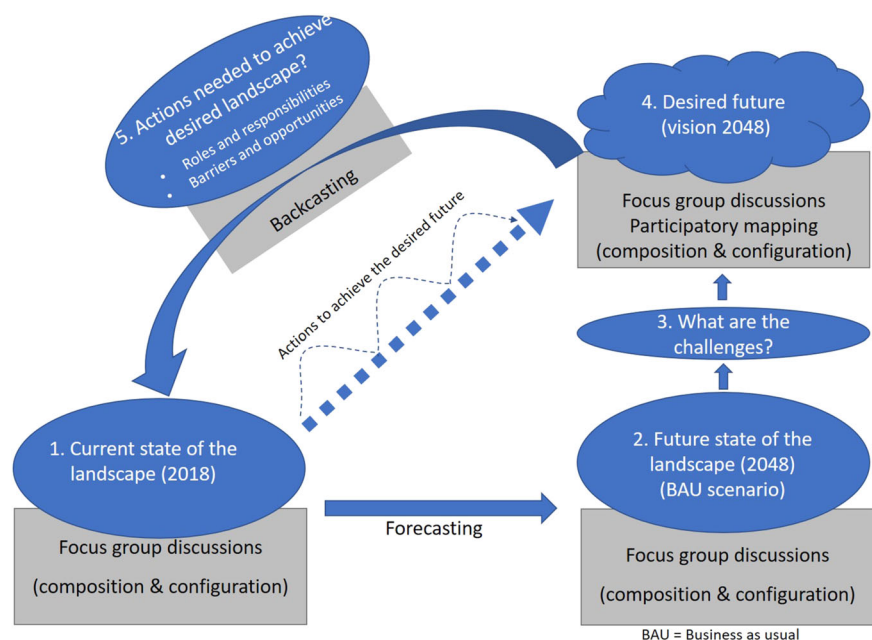 5. Actions needed to achieve
desired landscape?
• Roles and responsibilities
• Barriers and opportunities
Backcasting
4. Desired future
(vision 2048)
Focus group discussions
Participatory mapping
(composition & configuration)
Actions to achieve the desired future
3. What are the
challenges?
1. Current state of the
landscape (2018)
Focus group discussions
(composition & configuration)
Forecasting
2. Future state of the
landscape (2048)
(BAU scenario)
Focus group discussions
(composition & configuration)
BAU = Business as usual